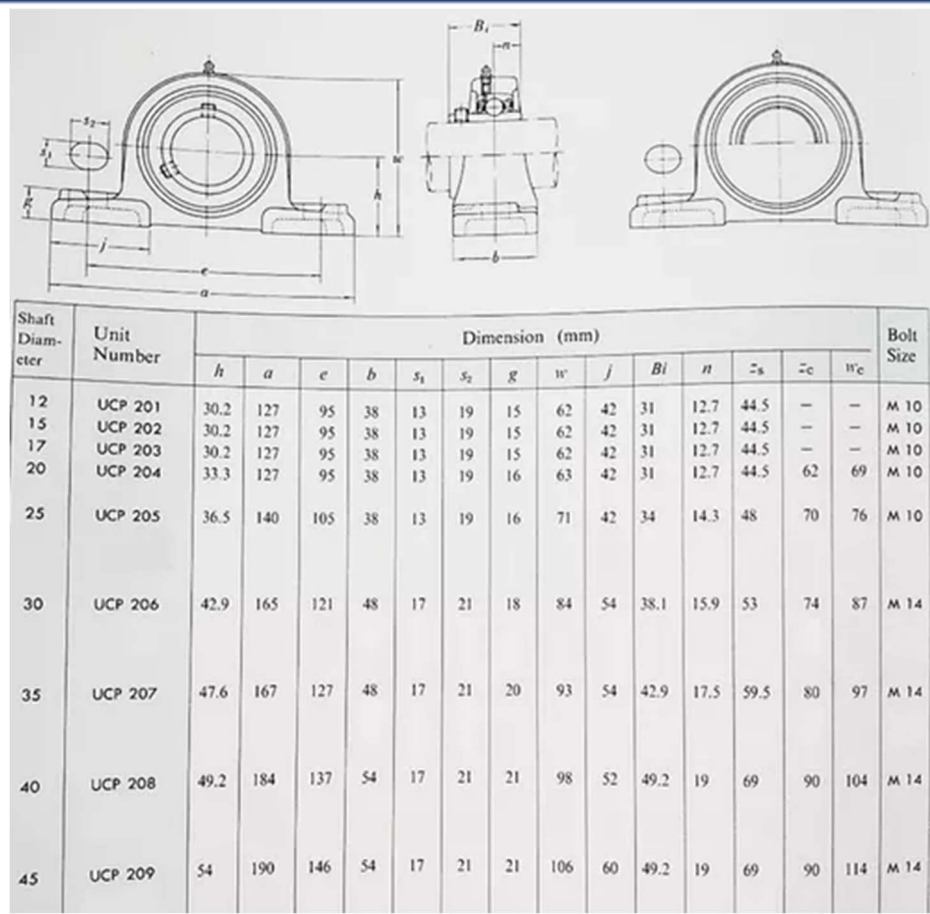 B_i
n
s_2
s_1
w
h
g
j
e
b
a
Shaft Diam-eter Unit Number Dimension (mm) Bolt Size
h a e b s_1 s_2 g w j Bi n z_s z_c w_c
12 UCP 201 30.2 127 95 38 13 19 15 62 42 31 12.7 44.5 – – M 10
15 UCP 202 30.2 127 95 38 13 19 15 62 42 31 12.7 44.5 – – M 10
17 UCP 203 30.2 127 95 38 13 19 15 62 42 31 12.7 44.5 – – M 10
20 UCP 204 33.3 127 95 38 13 19 16 63 42 31 12.7 44.5 62 69 M 10
25 UCP 205 36.5 140 105 38 13 19 16 71 42 34 14.3 48 70 76 M 10
30 UCP 206 42.9 165 121 48 17 21 18 84 54 38.1 15.9 53 74 87 M 14
35 UCP 207 47.6 167 127 48 17 21 20 93 54 42.9 17.5 59.5 80 97 M 14
40 UCP 208 49.2 184 137 54 17 21 21 98 52 49.2 19 69 90 104 M 14
45 UCP 209 54 190 146 54 17 21 21 106 60 49.2 19 69 90 114 M 14